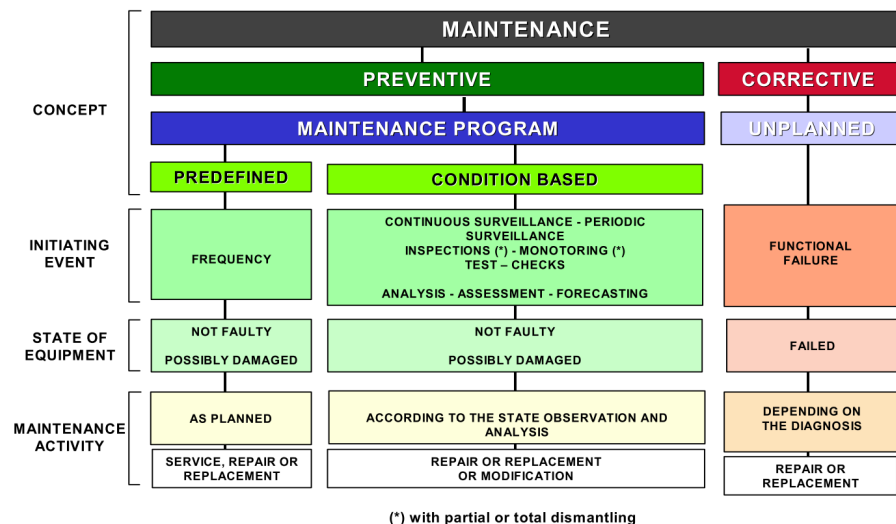 MAINTENANCE
PREVENTIVE
CORRECTIVE
CONCEPT
MAINTENANCE PROGRAM
UNPLANNED
PREDEFINED
CONDITION BASED
INITIATING
EVENT
FREQUENCY
CONTINUOUS SURVEILLANCE - PERIODIC
SURVEILLANCE
INSPECTIONS (*) - MONOTORING (*)
TEST – CHECKS
ANALYSIS - ASSESSMENT - FORECASTING
FUNCTIONAL
FAILURE
STATE OF
EQUIPMENT
NOT FAULTY
POSSIBLY DAMAGED
NOT FAULTY
POSSIBLY DAMAGED
FAILED
MAINTENANCE
ACTIVITY
AS PLANNED
ACCORDING TO THE STATE OBSERVATION AND
ANALYSIS
DEPENDING ON
THE DIAGNOSIS
SERVICE, REPAIR OR
REPLACEMENT
REPAIR OR REPLACEMENT
OR MODIFICATION
REPAIR OR
REPLACEMENT
(*) with partial or total dismantling